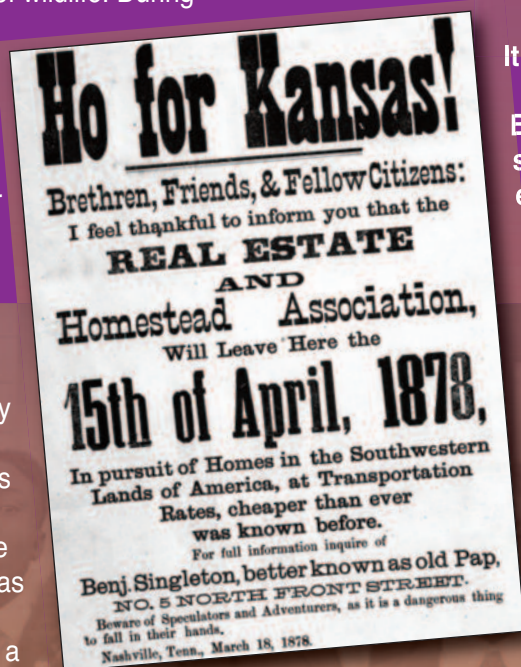 of wildlife. During
It
Ho for Kansas!
Brethren, Friends, & Fellow Citizens:
I feel thankful to inform you that the
REAL ESTATE
AND
Homestead Association,
Will Leave Here the
15th of April, 1878,
In pursuit of Homes in the Southwestern
Lands of America, at Transportation
Rates, cheaper than ever
was known before.
For full information inquire of
Benj. Singleton, better known as old Pap,
NO. 5 NORTH FRONT STREET.
Beware of Speculators and Adventurers, as it is a dangerous thing
to fall in their hands.
Nashville, Tenn., March 18, 1878.
as
a